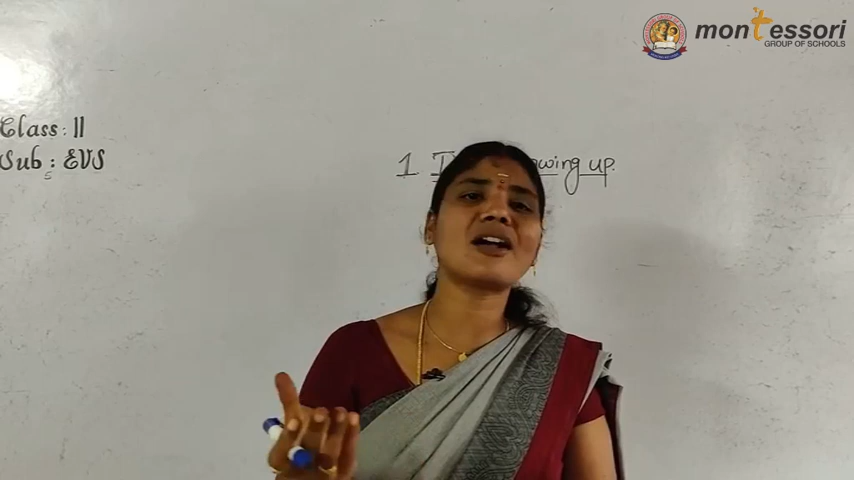 montessori
GROUP OF SCHOOLS
Class : II
Sub : EVS
1 up.